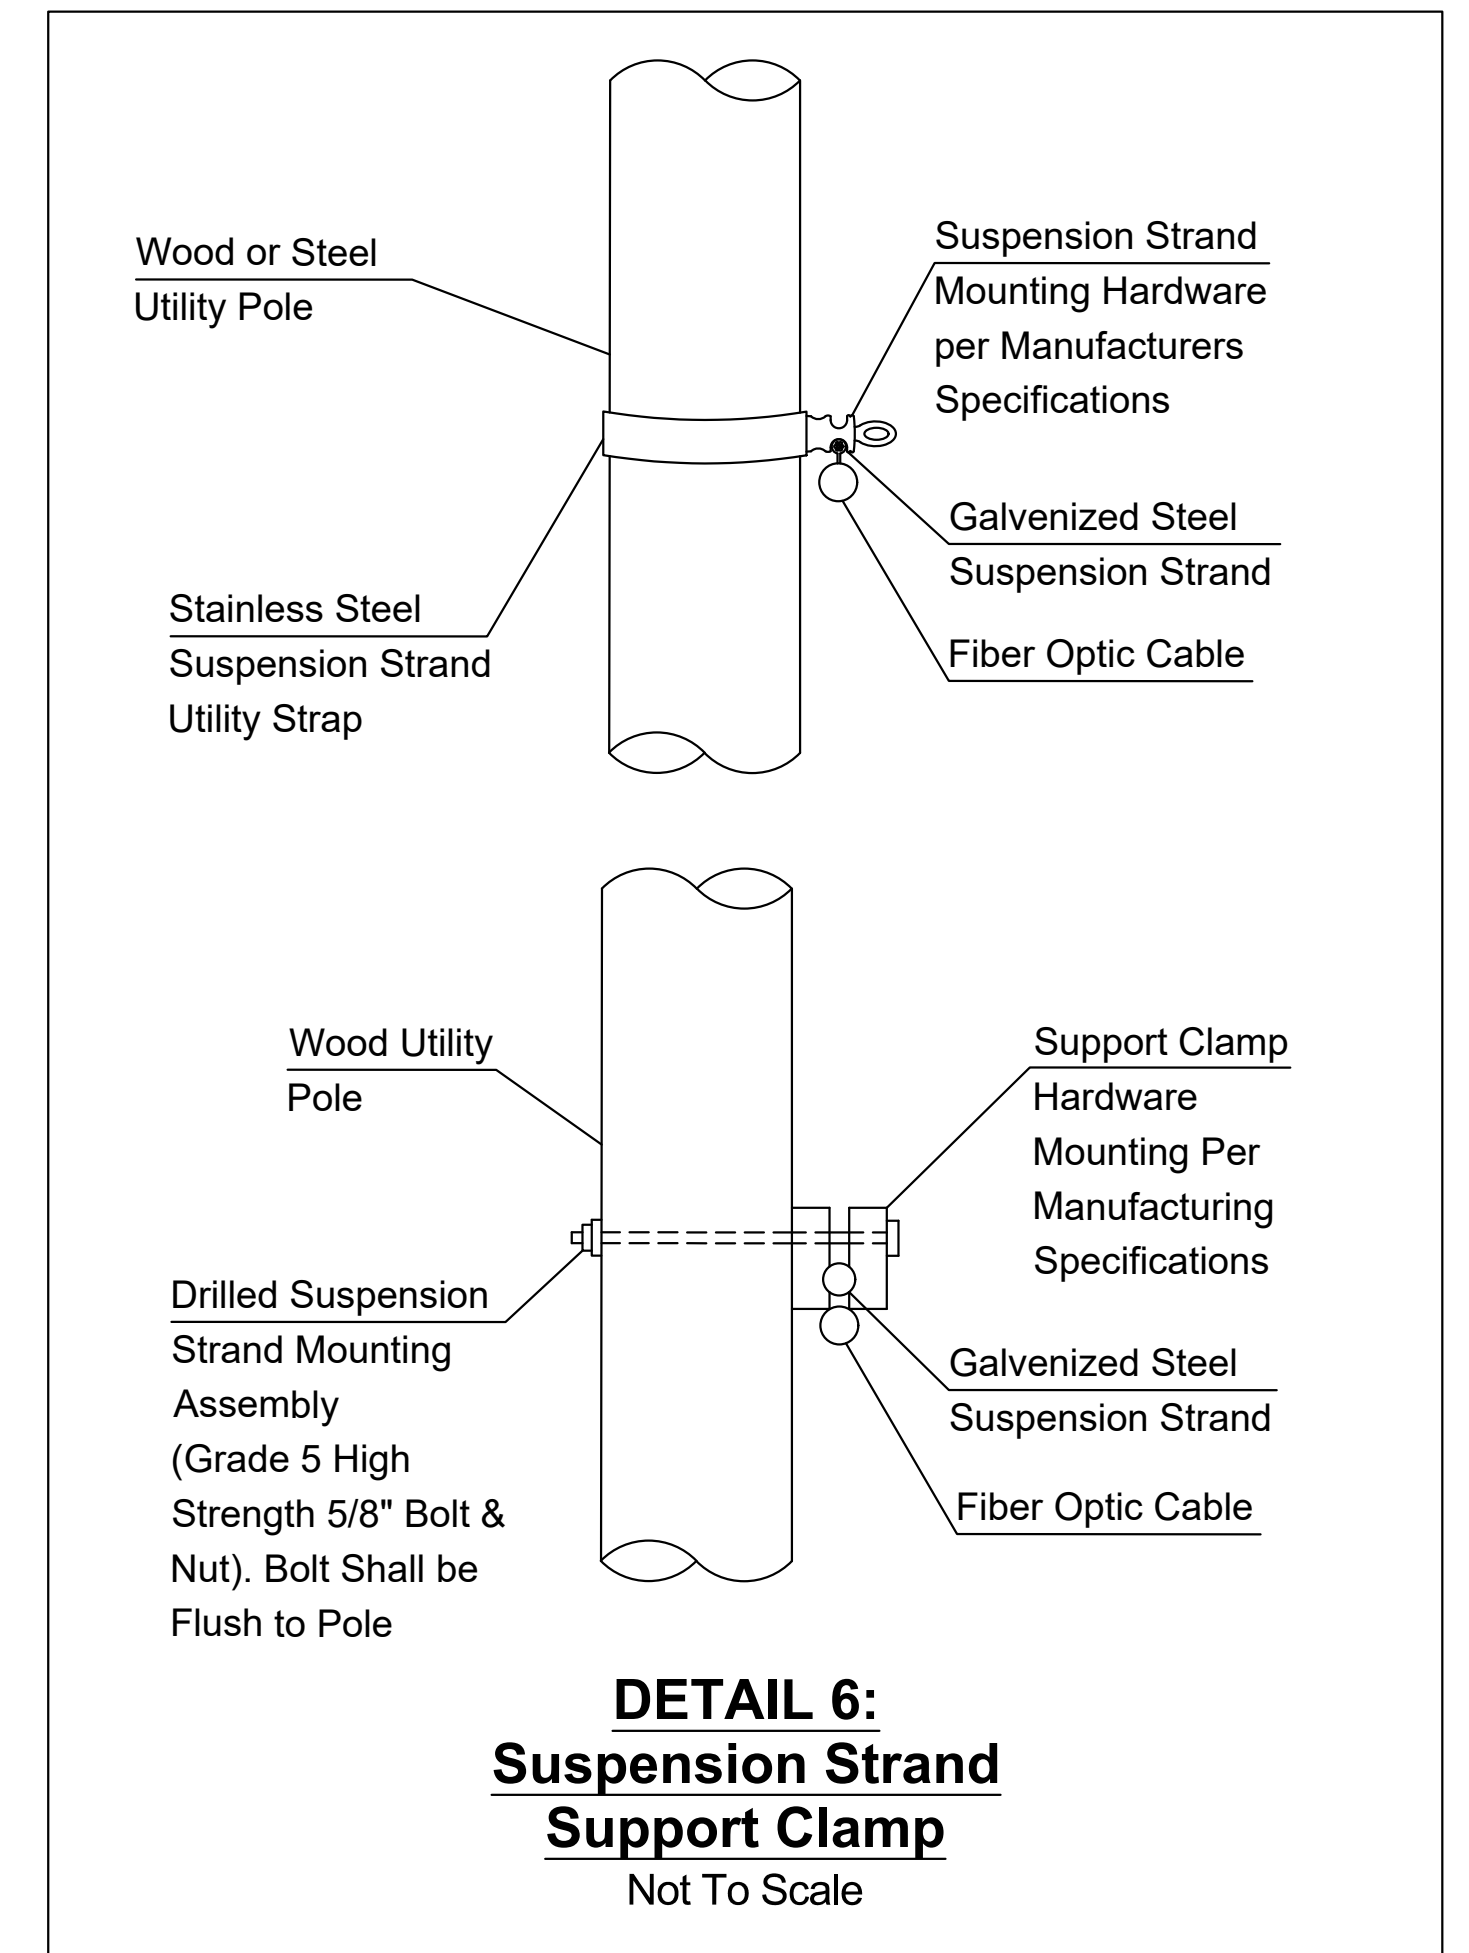 Wood or Steel
Utility Pole
Suspension Strand
Mounting Hardware
per Manufacturers
Specifications
Galvenized Steel
Suspension Strand
Stainless Steel
Suspension Strand
Utility Strap
Fiber Optic Cable
Wood Utility
Pole
Support Clamp
Hardware
Mounting Per
Manufacturing
Specifications
Drilled Suspension
Strand Mounting
Assembly
(Grade 5 High
Strength 5/8" Bolt &
Nut). Bolt Shall be
Flush to Pole
Galvenized Steel
Suspension Strand
Fiber Optic Cable
DETAIL 6:
Suspension Strand
Support Clamp
Not To Scale